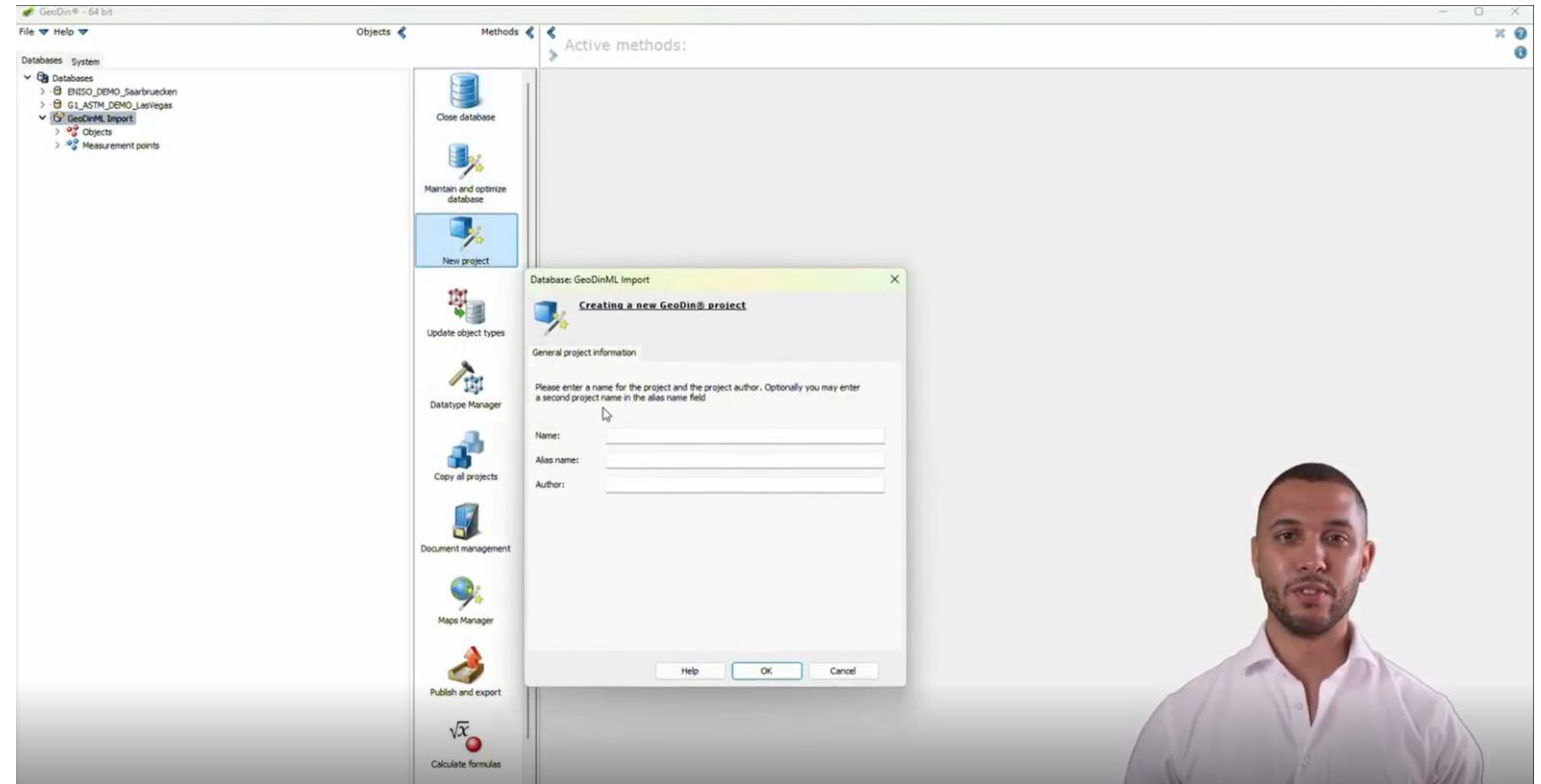 GeoDin® - 64 bit
File Help
Objects
Methods
Active methods:
Databases System
Databases
ENISO_DEMO_Saarbruecken
G1_ASTM_DEMO_LasVegas
GeoDinML Import
Objects
Measurement points
Close database
Maintain and optimize
database
New project
Update object types
Datatype Manager
Copy all projects
Document management
Maps Manager
Publish and export
√x
Calculate formulas
Database: GeoDinML Import
Creating a new GeoDin® project
General project information
Please enter a name for the project and the project author. Optionally you may enter
a second project name in the alias name field
Name:
Alias name:
Author:
Help
OK
Cancel